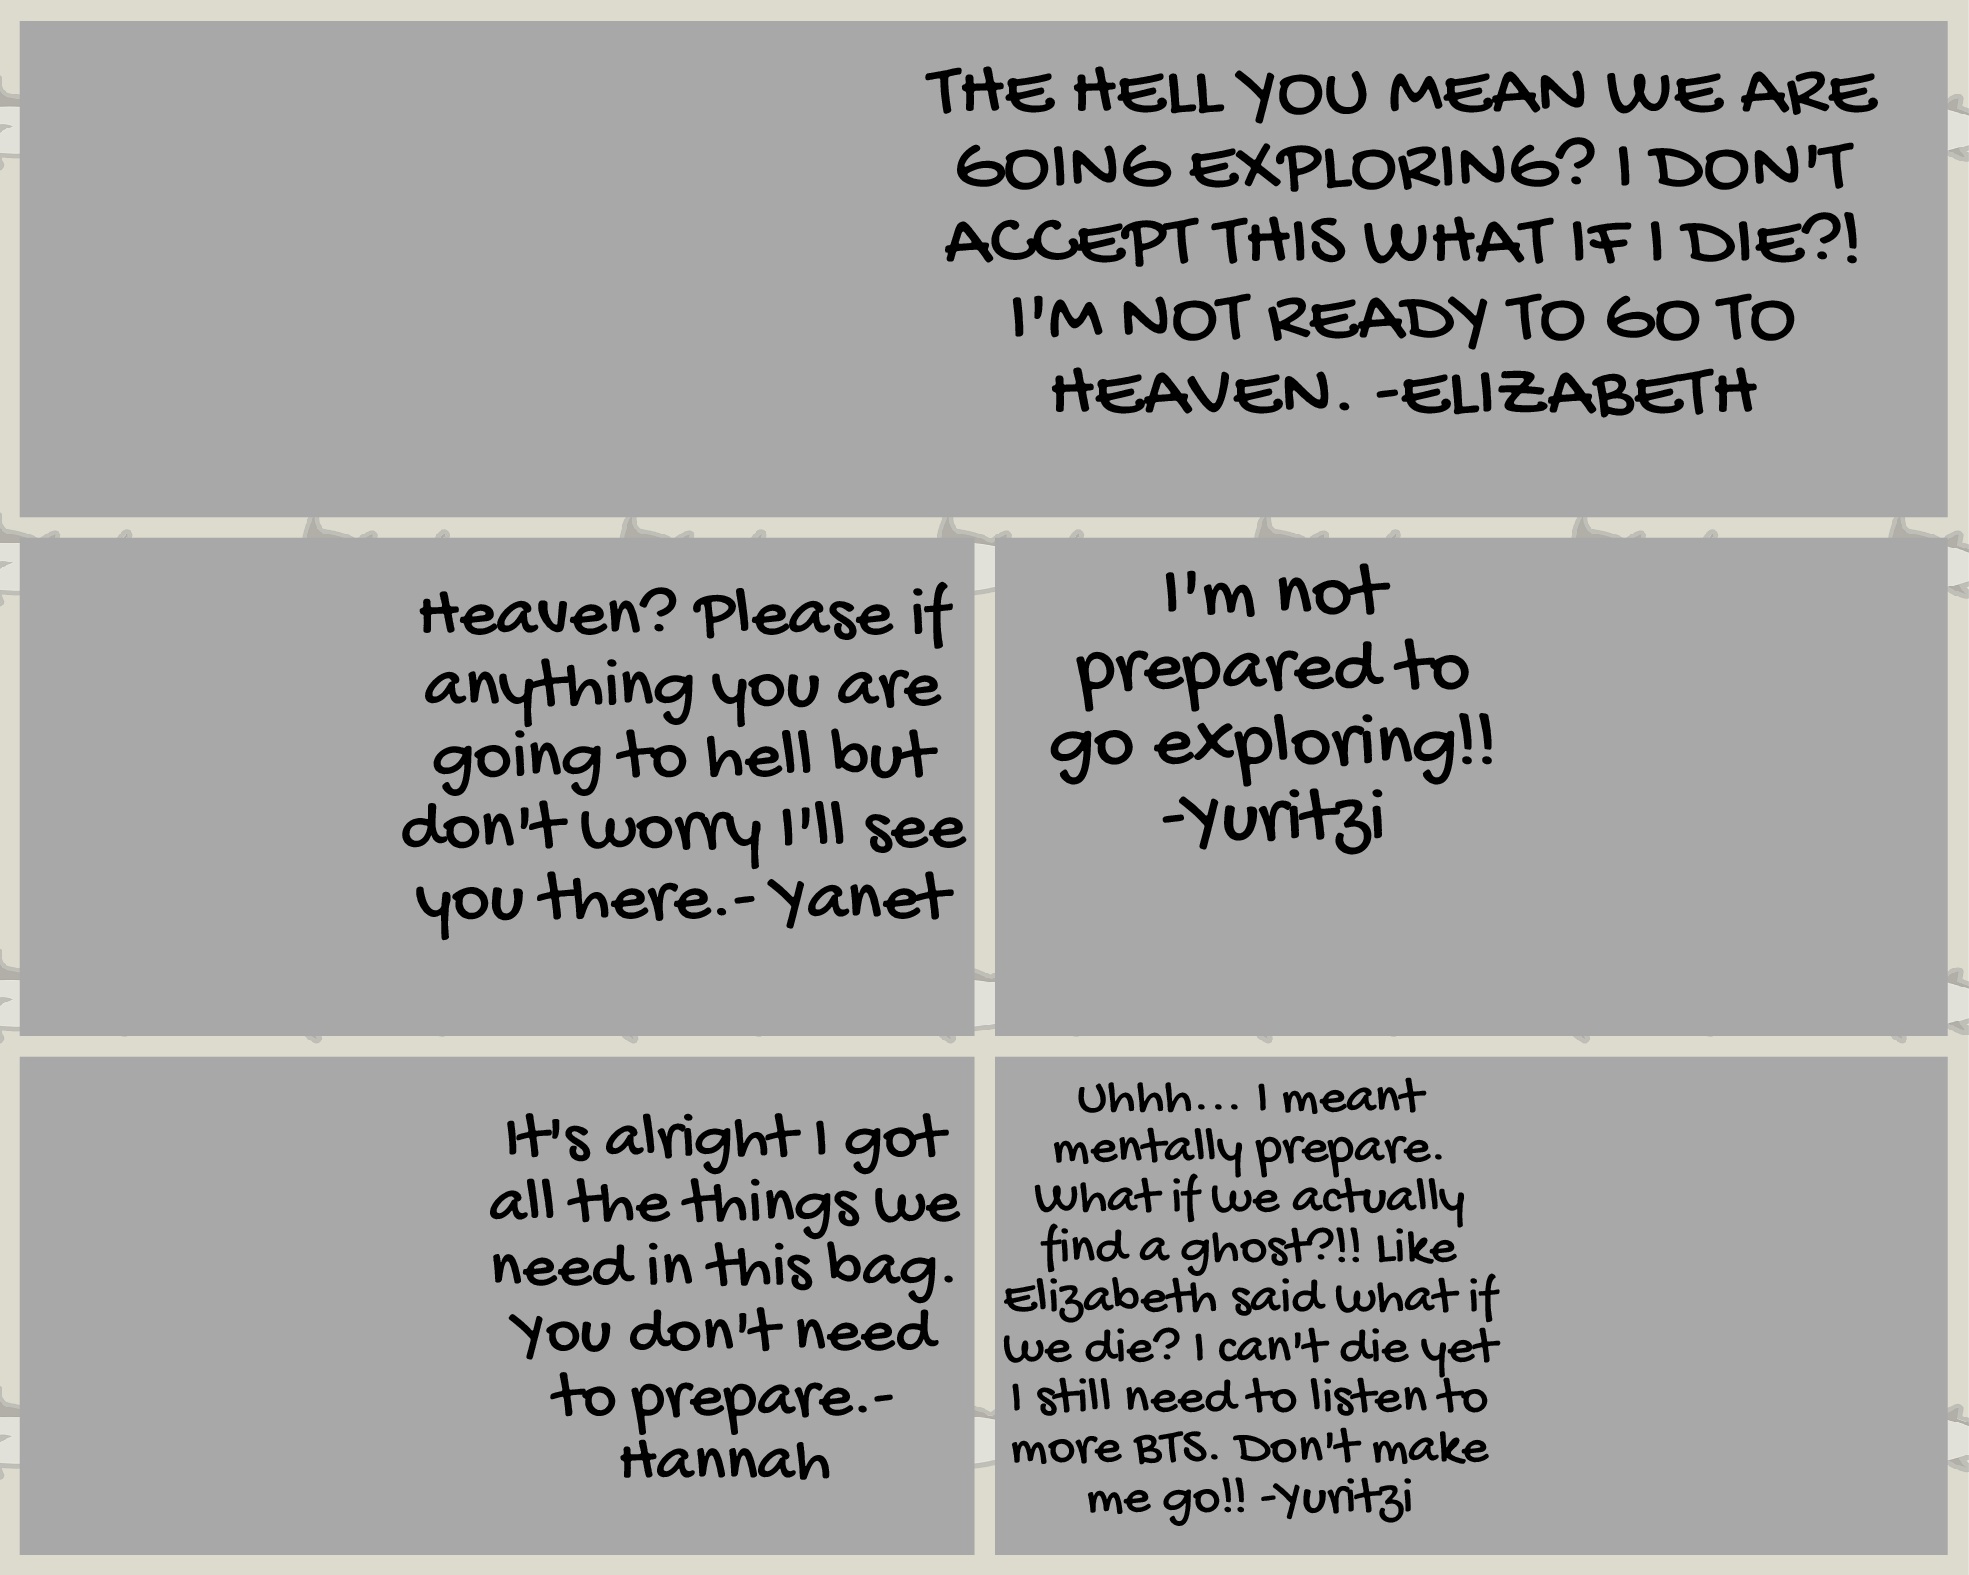 THE HELL YOU MEAN WE ARE
GOING EXPLORING? I DON'T
ACCEPT THIS WHAT IF I DIE?!
I'M NOT READY TO GO TO
HEAVEN. -ELIZABETH
Heaven? Please if
anything you are
going to hell but
don't worry I'll see
you there.- Yanet
I'm not
prepared to
go exploring!!
-Yuritzi
It's alright I got
all the things we
need in this bag.
You don't need
to prepare.-
Hannah
Uhhh... I meant
mentally prepare.
What if we actually
find a ghost?!! Like
Elizabeth said what if
we die? I can't die yet
I still need to listen to
more BTS. Don't make
me go!! -Yuritzi